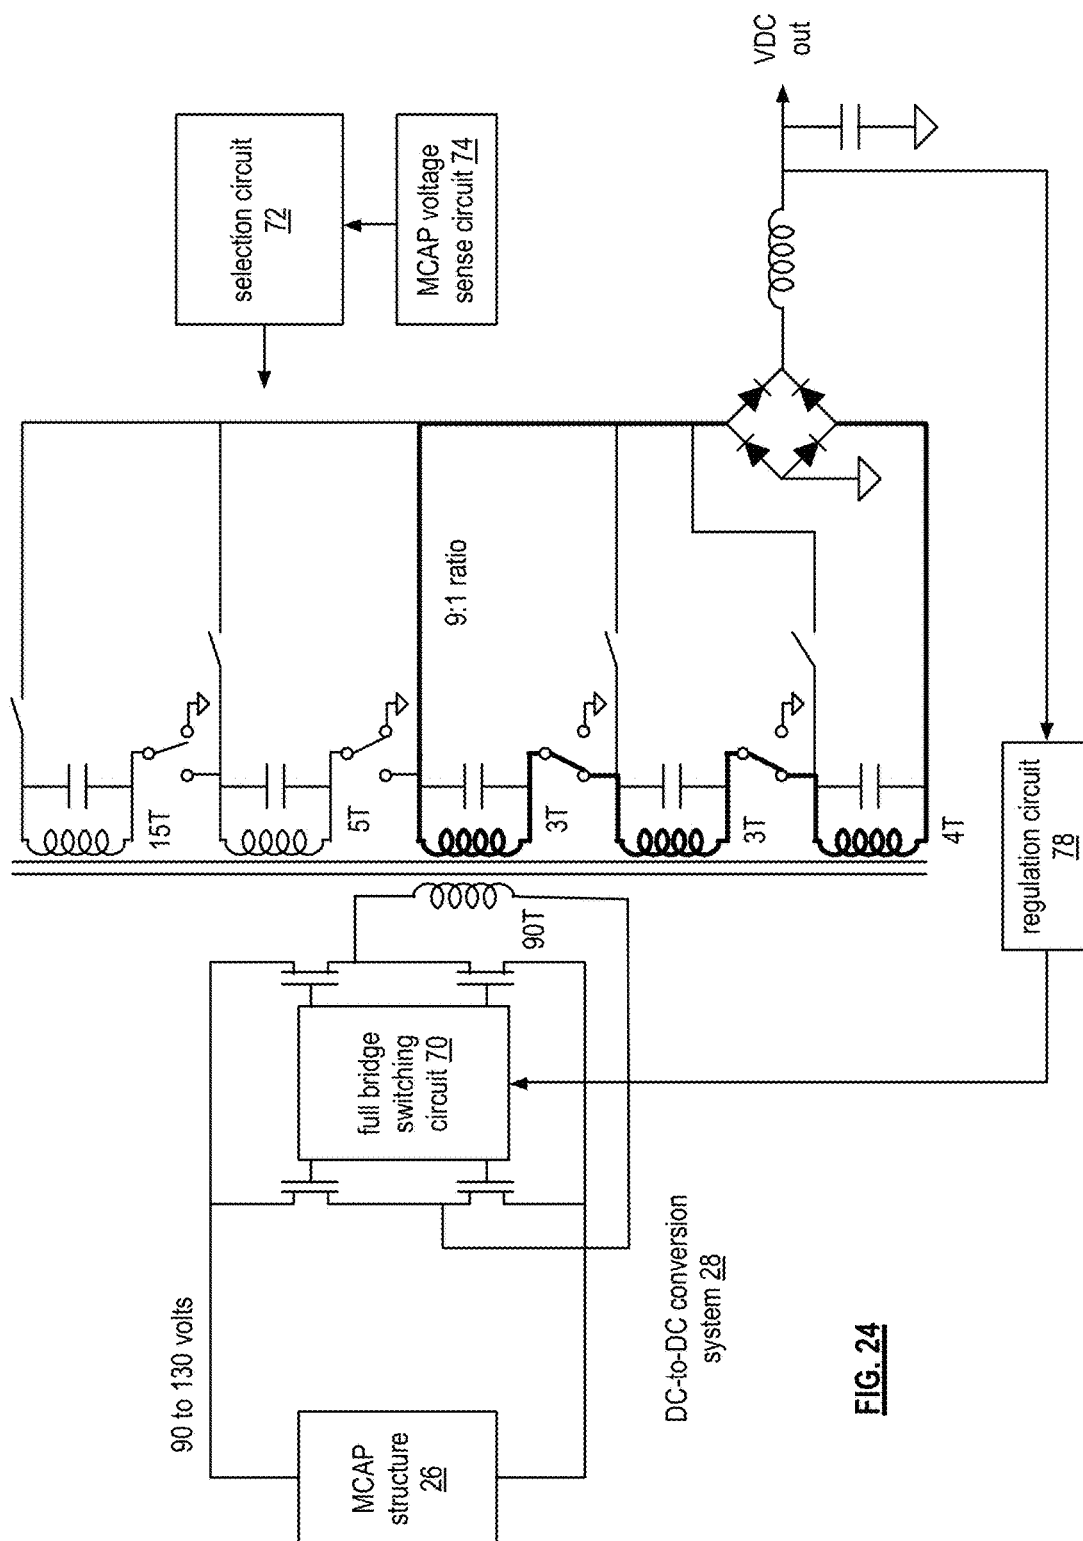 90 to 130 volts
MCAP
structure
26
full bridge
switching
circuit 70
90T
15T
5T
3T
3T
4T
9:1 ratio
selection circuit
72
MCAP voltage
sense circuit 74
VDC
out
regulation circuit
78
DC-to-DC conversion
system 28
FIG. 24